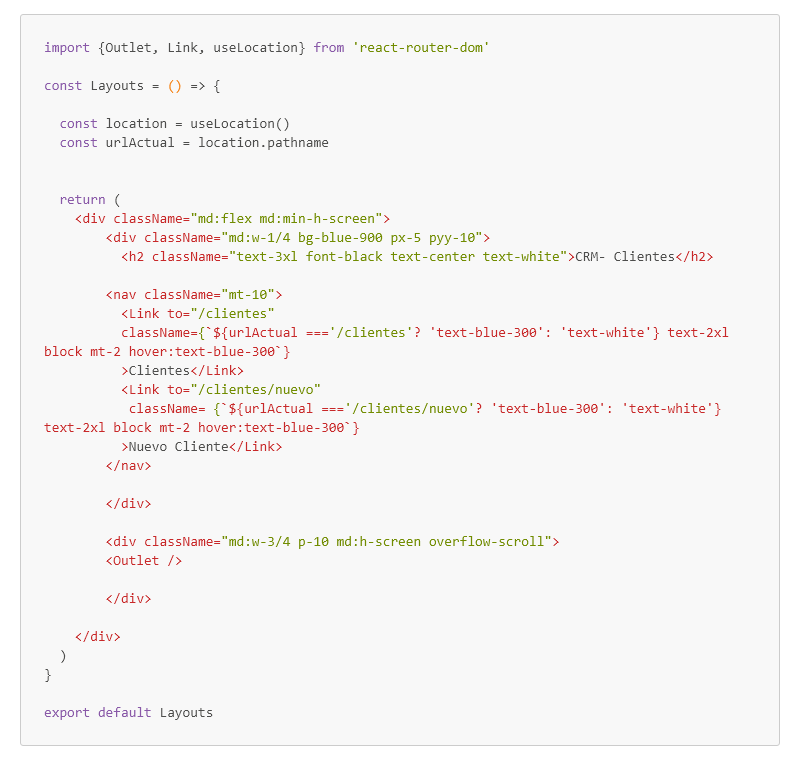 import {Outlet, Link, useLocation} from 'react-router-dom'
const Layouts = () => {
const location = useLocation()
const urlActual = location.pathname
return (
<div className="md:flex md:min-h-screen">
<div className="md:w-1/4 bg-blue-900 px-5 pyy-10">
<h2 className="text-3xl font-black text-center text-white">CRM- Clientes</h2>
<nav className="mt-10">
<Link to="/clientes"
className={`${urlActual ==='/clientes'? 'text-blue-300': 'text-white'} text-2xl
block mt-2 hover:text-blue-300`}
>Clientes</Link>
<Link to="/clientes/nuevo"
className= {`${urlActual ==='/clientes/nuevo'? 'text-blue-300': 'text-white'}
text-2xl block mt-2 hover:text-blue-300`}
>Nuevo Cliente</Link>
</nav>
</div>
<div className="md:w-3/4 p-10 md:h-screen overflow-scroll">
<Outlet />
</div>
</div>
)
}
export default Layouts